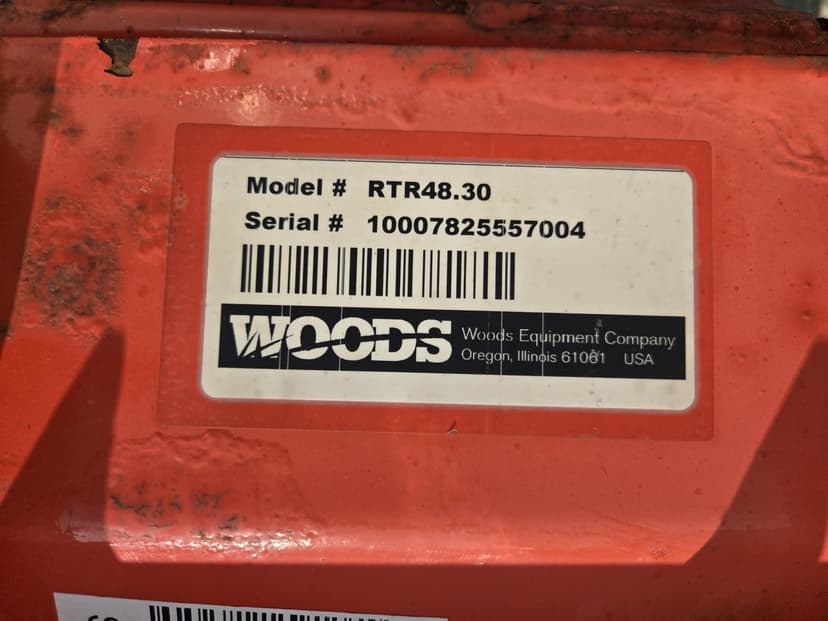 Model # RTR48.30
Serial # 10007825557004
WOODS
Woods Equipment Company
Oregon, Illinois 61061 USA